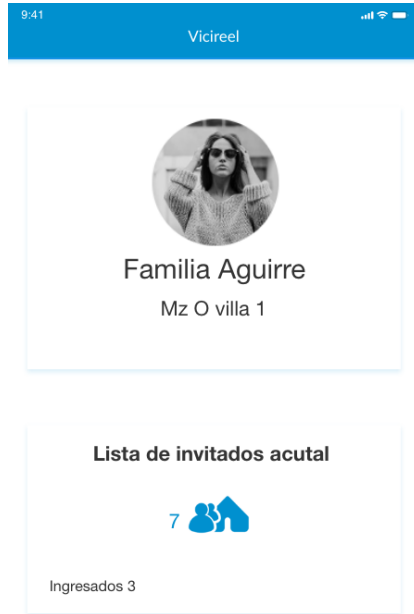 9:41
Vicireel
Familia Aguirre
Mz O villa 1
Lista de invitados acutal
7
Ingresados 3